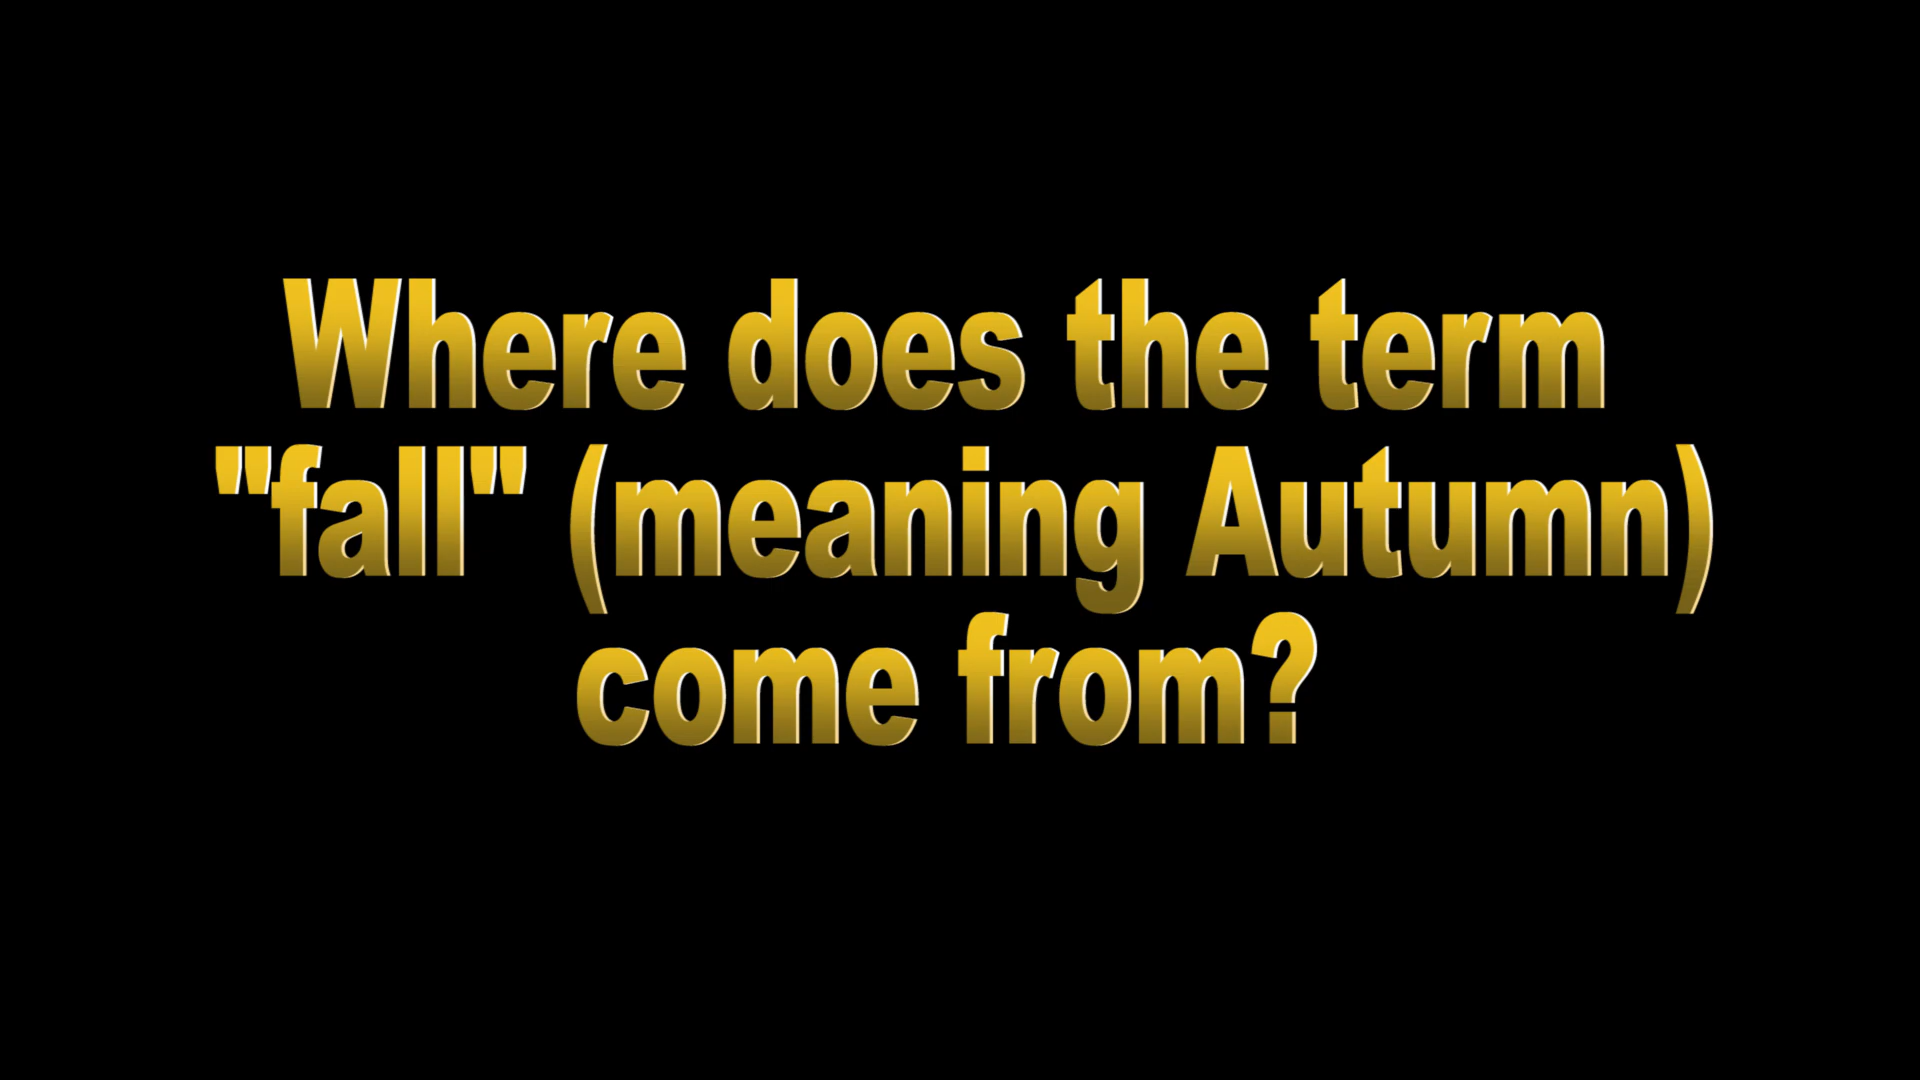 Where does the term
"fall" (meaning Autumn)
come from?